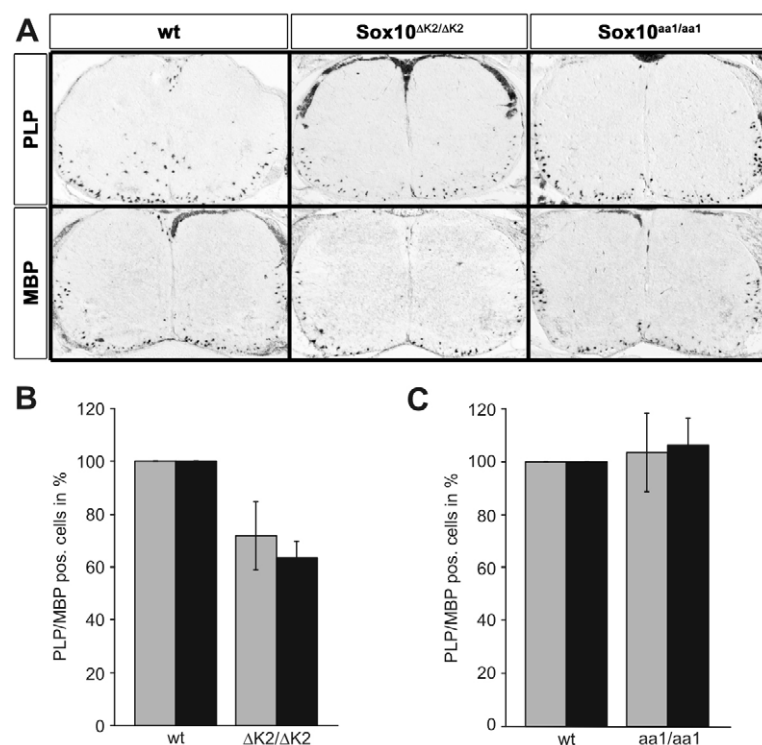 A
wt
Sox10ΔK2/ΔK2
Sox10aa1/aa1
PLP
MBP
B
120
100
80
60
40
20
0
PLP/MBP pos. cells in %
wt
ΔK2/ΔK2
C
120
100
80
60
40
20
0
PLP/MBP pos. cells in %
wt
aa1/aa1